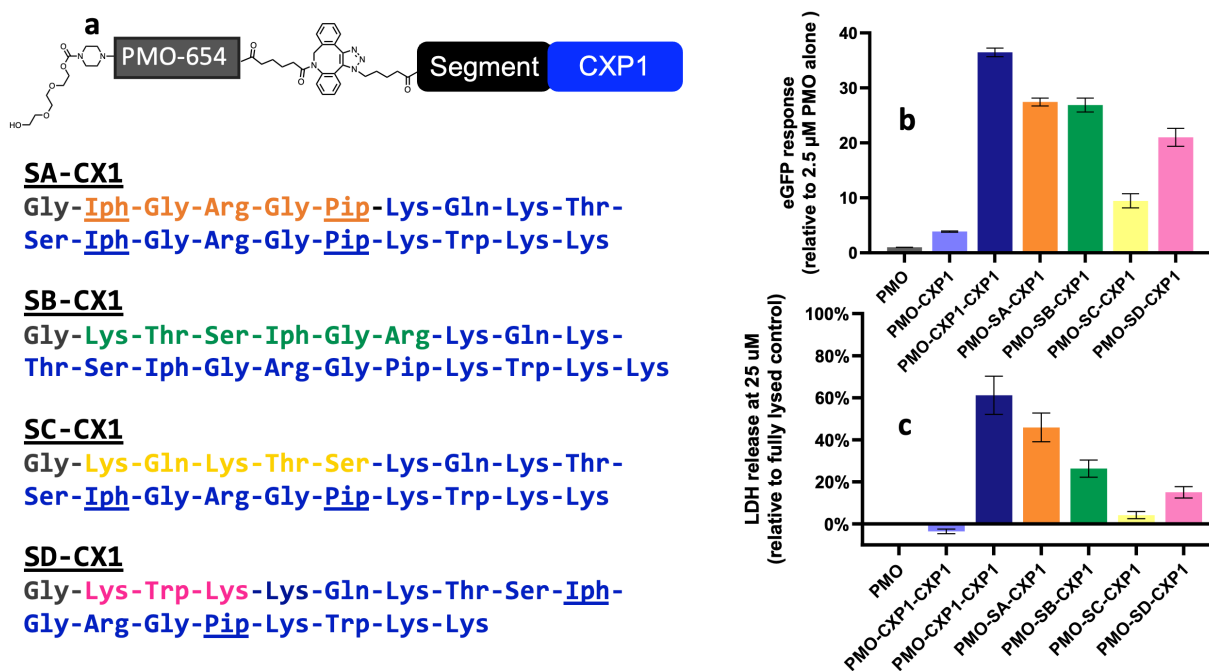 a
PMO-654
Segment
CXP1
HO
O
O
O
O
O
N
N
O
O
N
N
N
N
O
SA-CX1
Gly-Iph-Gly-Arg-Gly-Pip-Lys-Gln-Lys-Thr-
Ser-Iph-Gly-Arg-Gly-Pip-Lys-Trp-Lys-Lys
SB-CX1
Gly-Lys-Thr-Ser-Iph-Gly-Arg-Lys-Gln-Lys-
Thr-Ser-Iph-Gly-Arg-Gly-Pip-Lys-Trp-Lys-Lys
SC-CX1
Gly-Lys-Gln-Lys-Thr-Ser-Lys-Gln-Lys-Thr-
Ser-Iph-Gly-Arg-Gly-Pip-Lys-Trp-Lys-Lys
SD-CX1
Gly-Lys-Trp-Lys-Lys-Gln-Lys-Thr-Ser-Iph-
Gly-Arg-Gly-Pip-Lys-Trp-Lys-Lys
b
eGFP response
(relative to 2.5 µM PMO alone)
40
30
20
10
0
PMO
PMO-CXP1
PMO-CXP1-CXP1
PMO-SA-CXP1
PMO-SB-CXP1
PMO-SC-CXP1
PMO-SD-CXP1
c
LDH release at 25 uM
(relative to fully lysed control)
100%
80%
60%
40%
20%
0%
PMO
PMO-CXP1-CXP1
PMO-CXP1-CXP1
PMO-SA-CXP1
PMO-SB-CXP1
PMO-SC-CXP1
PMO-SD-CXP1